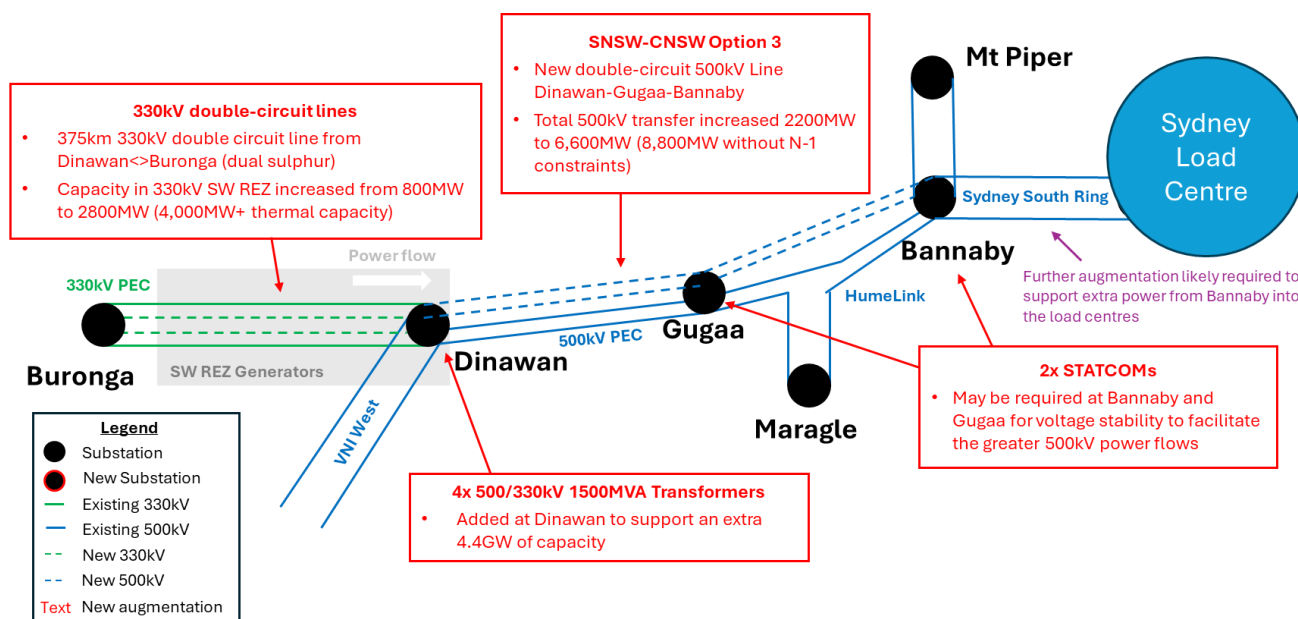 SNSW-CNSW Option 3
• New double-circuit 500kV Line
Dinawan-Gugaa-Bannaby
• Total 500kV transfer increased 2200MW
to 6,600MW (8,800MW without N-1
constraints)
Mt Piper
330kV double-circuit lines
• 375km 330kV double circuit line from
Dinawan<>Buronga (dual sulphur)
• Capacity in 330kV SW REZ increased from 800MW
to 2800MW (4,000MW+ thermal capacity)
Sydney
Load
Centre
Sydney South Ring
Bannaby
Power flow
330kV PEC
Further augmentation likely required to
support extra power from Bannaby into
the load centres
HumeLink
Gugaa
500kV PEC
Buronga
SW REZ Generators
Dinawan
VNI West
Maragle
2x STATCOMs
• May be required at Bannaby and
Gugaa for voltage stability to facilitate
the greater 500kV power flows
4x 500/330kV 1500MVA Transformers
• Added at Dinawan to support an extra
4.4GW of capacity
Legend
Substation
New Substation
Existing 330kV
Existing 500kV
New 330kV
New 500kV
Text New augmentation